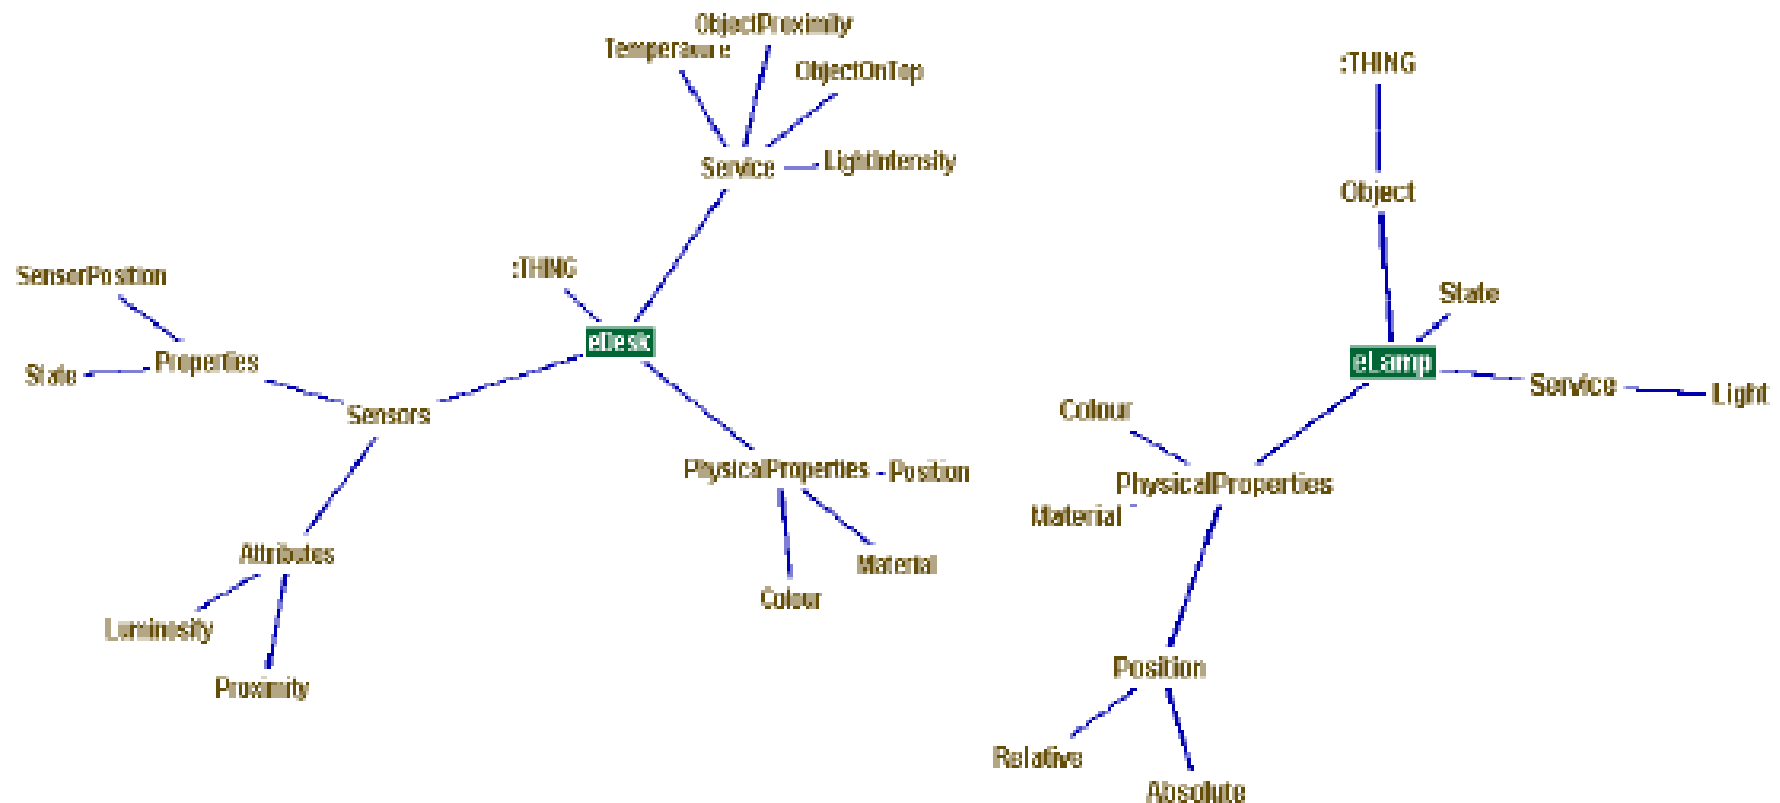 ObjectProximity
Temperature
ObjectOnTop
Service
LightIntensity
:THING
SensorPosition
eDesk
Properties
State
Sensors
PhysicalProperties
Position
Attributes
Material
Colour
Luminosity
Proximity
:THING
Object
State
eLamp
Service
Light
Colour
PhysicalProperties
Material
Position
Relative
Absolute